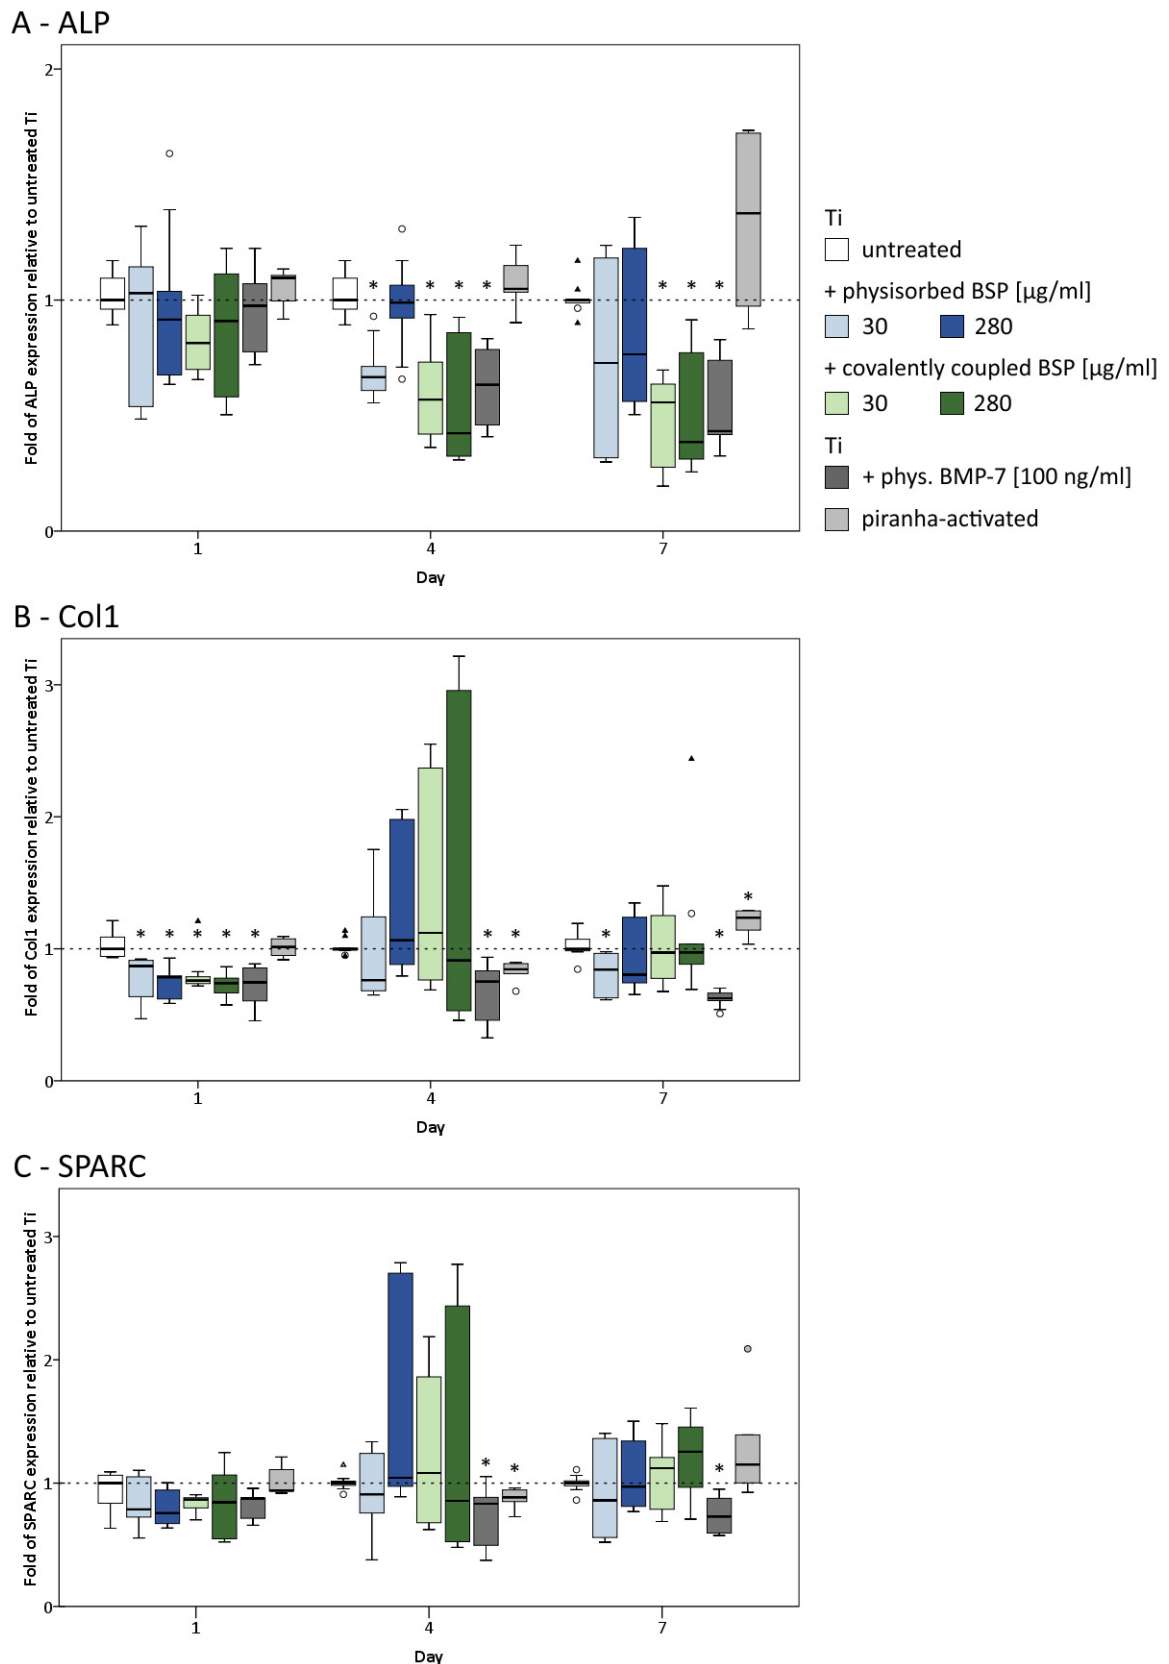 A - ALP
Fold of ALP expression relative to untreated Ti
2
1
0
* * * * * * *
1 4 7
Day
Ti
untreated
+ physisorbed BSP [µg/ml]
30 280
+ covalently coupled BSP [µg/ml]
30 280
Ti
+ phys. BMP-7 [100 ng/ml]
piranha-activated
B - Col1
Fold of Col1 expression relative to untreated Ti
3
2
1
0
* * * * * * * * * *
1 4 7
Day
C - SPARC
Fold of SPARC expression relative to untreated Ti
3
2
1
0
* * *
1 4 7
Day